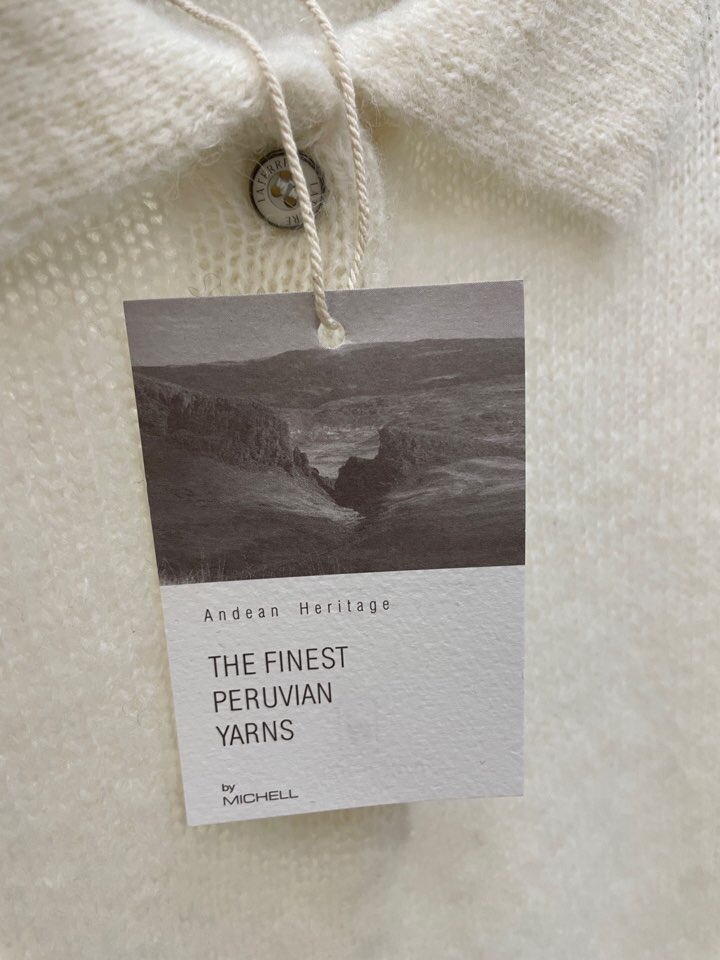 Andean Heritage
THE FINEST
PERUVIAN
YARNS
by
MICHELL